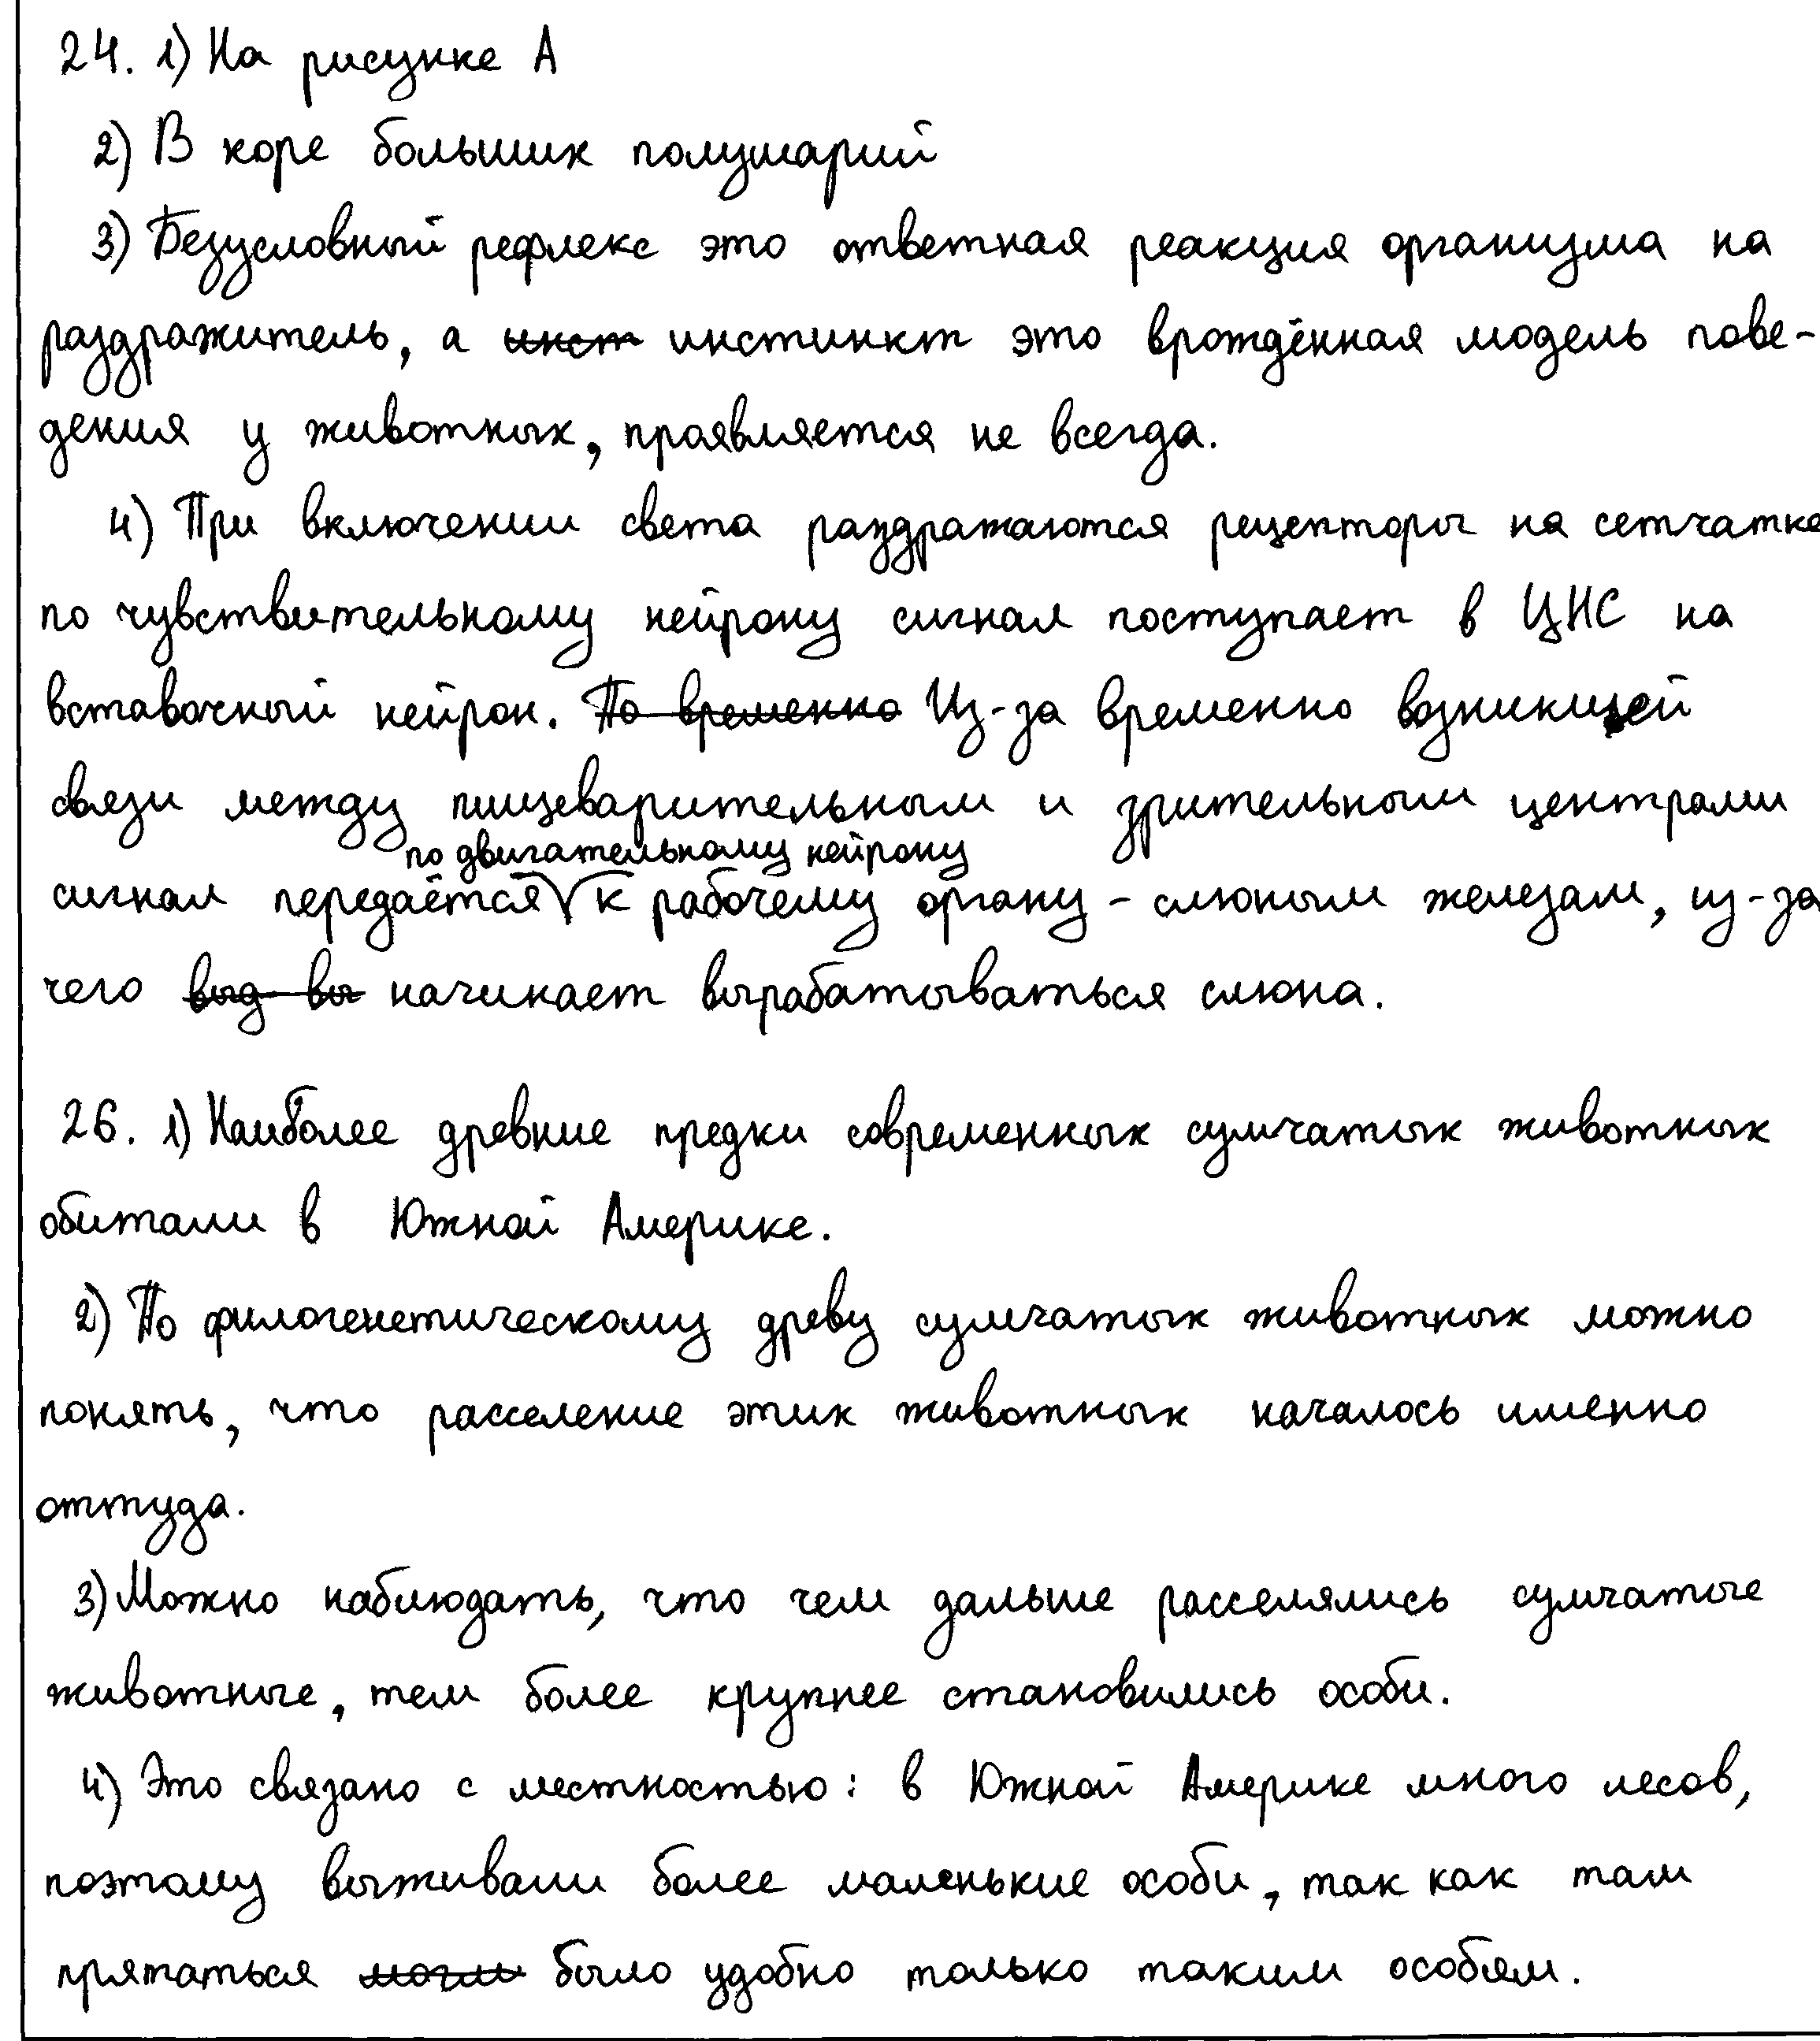 24. 1) На рисунке А
2) В коре больших полушарий
3) Безусловный рефлекс это ответная реакция организма на
раздражитель, а инст инстинкт это врождённая модель пове-
дения у животных, проявляется не всегда.
4) При включении света раздражаются рецепторы на сетчатке
по чувствительному нейрону сигнал поступает в ЦНС на
вставочный нейрон. По временно Из-за временно возникшей
связи между пищеварительным и зрительным центрами
по двигательному нейрону
сигнал передаётся к рабочему органу - слюным железам, из-за
чего выд вы начинает вырабатываться слюна.
26. 1) Наиболее древние предки современных сумчатых животных
обитали в Южной Америке.
2) По филогенетическому древу сумчатых животных можно
понять, что расселение этих животных началось именно
оттуда.
3) Можно наблюдать, что чем дальше расселялись сумчатые
животные, тем более крупнее становились особи.
4) Это связано с местностью: в Южной Америке много лесов,
поэтому выживали более маленькие особи, так как там
прятаться могли было удобно только таким особям.